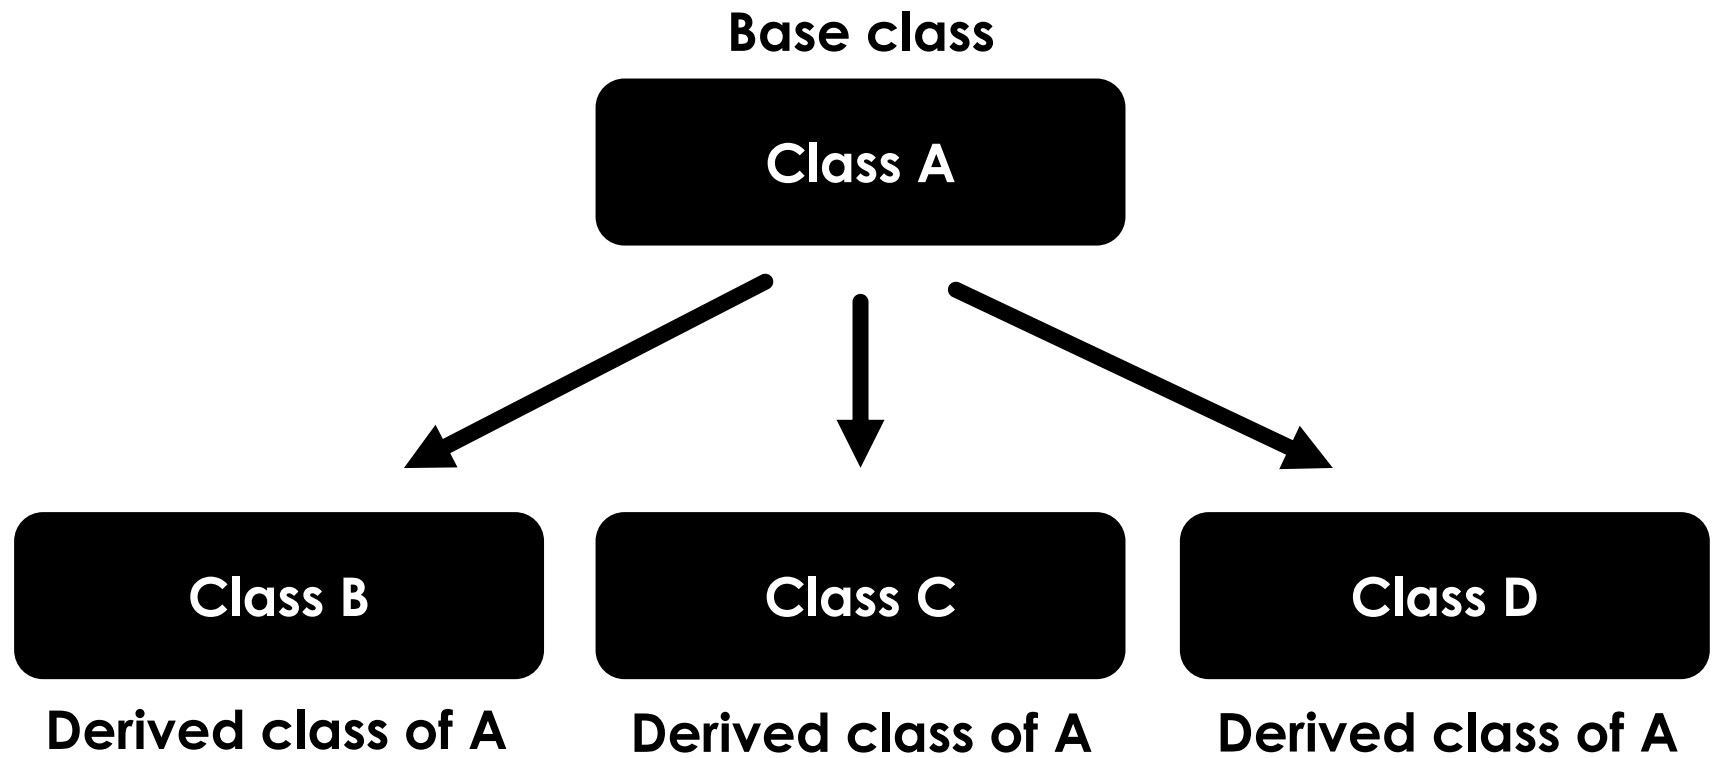 Base class
Class A
Class B
Class C
Class D
Derived class of A
Derived class of A
Derived class of A